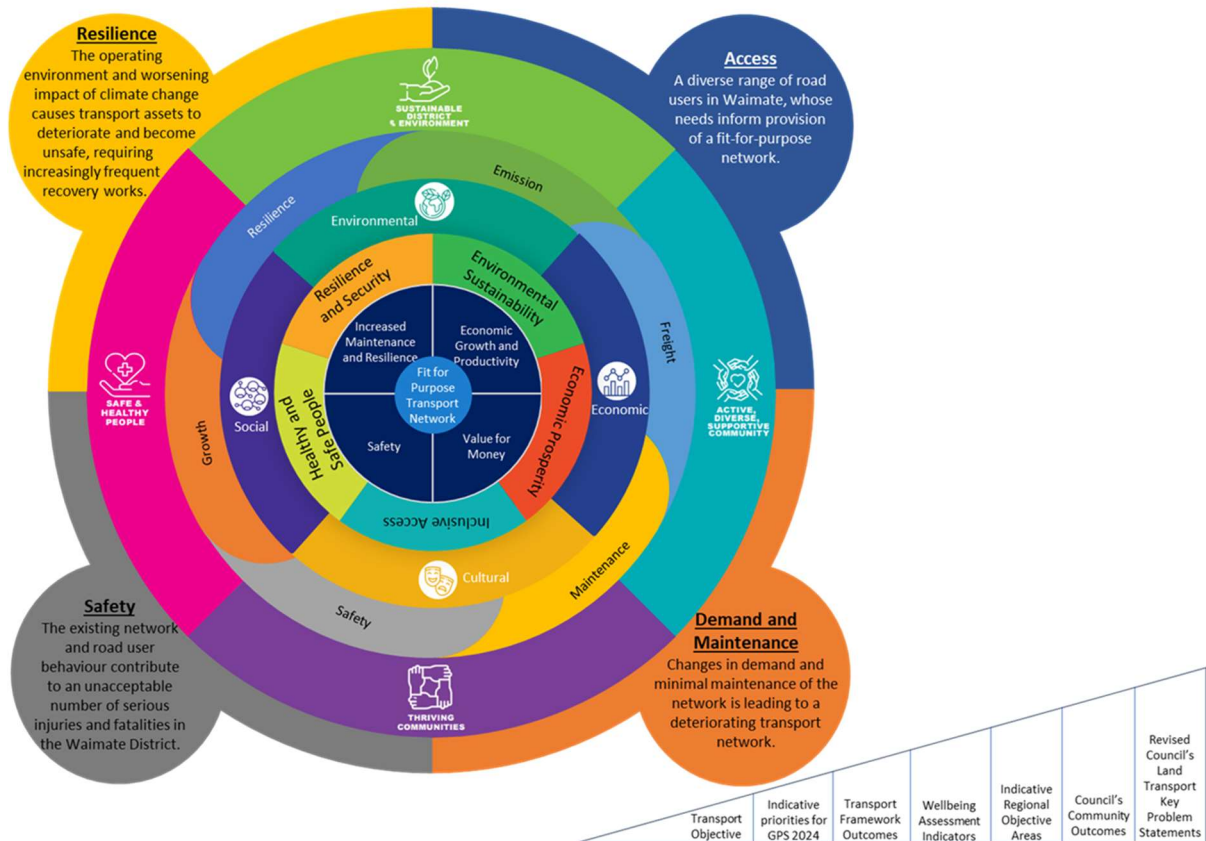 Resilience
The operating
environment and worsening
impact of climate change
causes transport assets to
deteriorate and become
unsafe, requiring
increasingly frequent
recovery works.
Access
A diverse range of road
users in Waimate, whose
needs inform provision
of a fit-for-purpose
network.
SUSTAINABLE
DISTRICT
& ENVIRONMENT
Emission
Resilience
Environmental
Resilience
and Security
Environmental
Sustainability
Increased
Maintenance
and Resilience
Economic
Growth and
Productivity
Freight
Fit for
Purpose
Transport
Network
SAFE &
HEALTHY
PEOPLE
Growth
Social
Healthy and
Safe People
Safety
Value for
Money
Economic Prosperity
Economic
ACTIVE,
DIVERSE,
SUPPORTIVE
COMMUNITY
Inclusive Access
Cultural
Maintenance
Safety
THRIVING
COMMUNITIES
Safety
The existing network
and road user
behaviour contribute
to an unacceptable
number of serious
injuries and fatalities in
the Waimate District.
Demand and
Maintenance
Changes in demand and
minimal maintenance of the
network is leading to a
deteriorating transport
network.
Transport
Objective
Indicative
priorities for
GPS 2024
Transport
Framework
Outcomes
Wellbeing
Assessment
Indicators
Indicative
Regional
Objective
Areas
Council's
Community
Outcomes
Revised
Council's
Land
Transport
Key
Problem
Statements